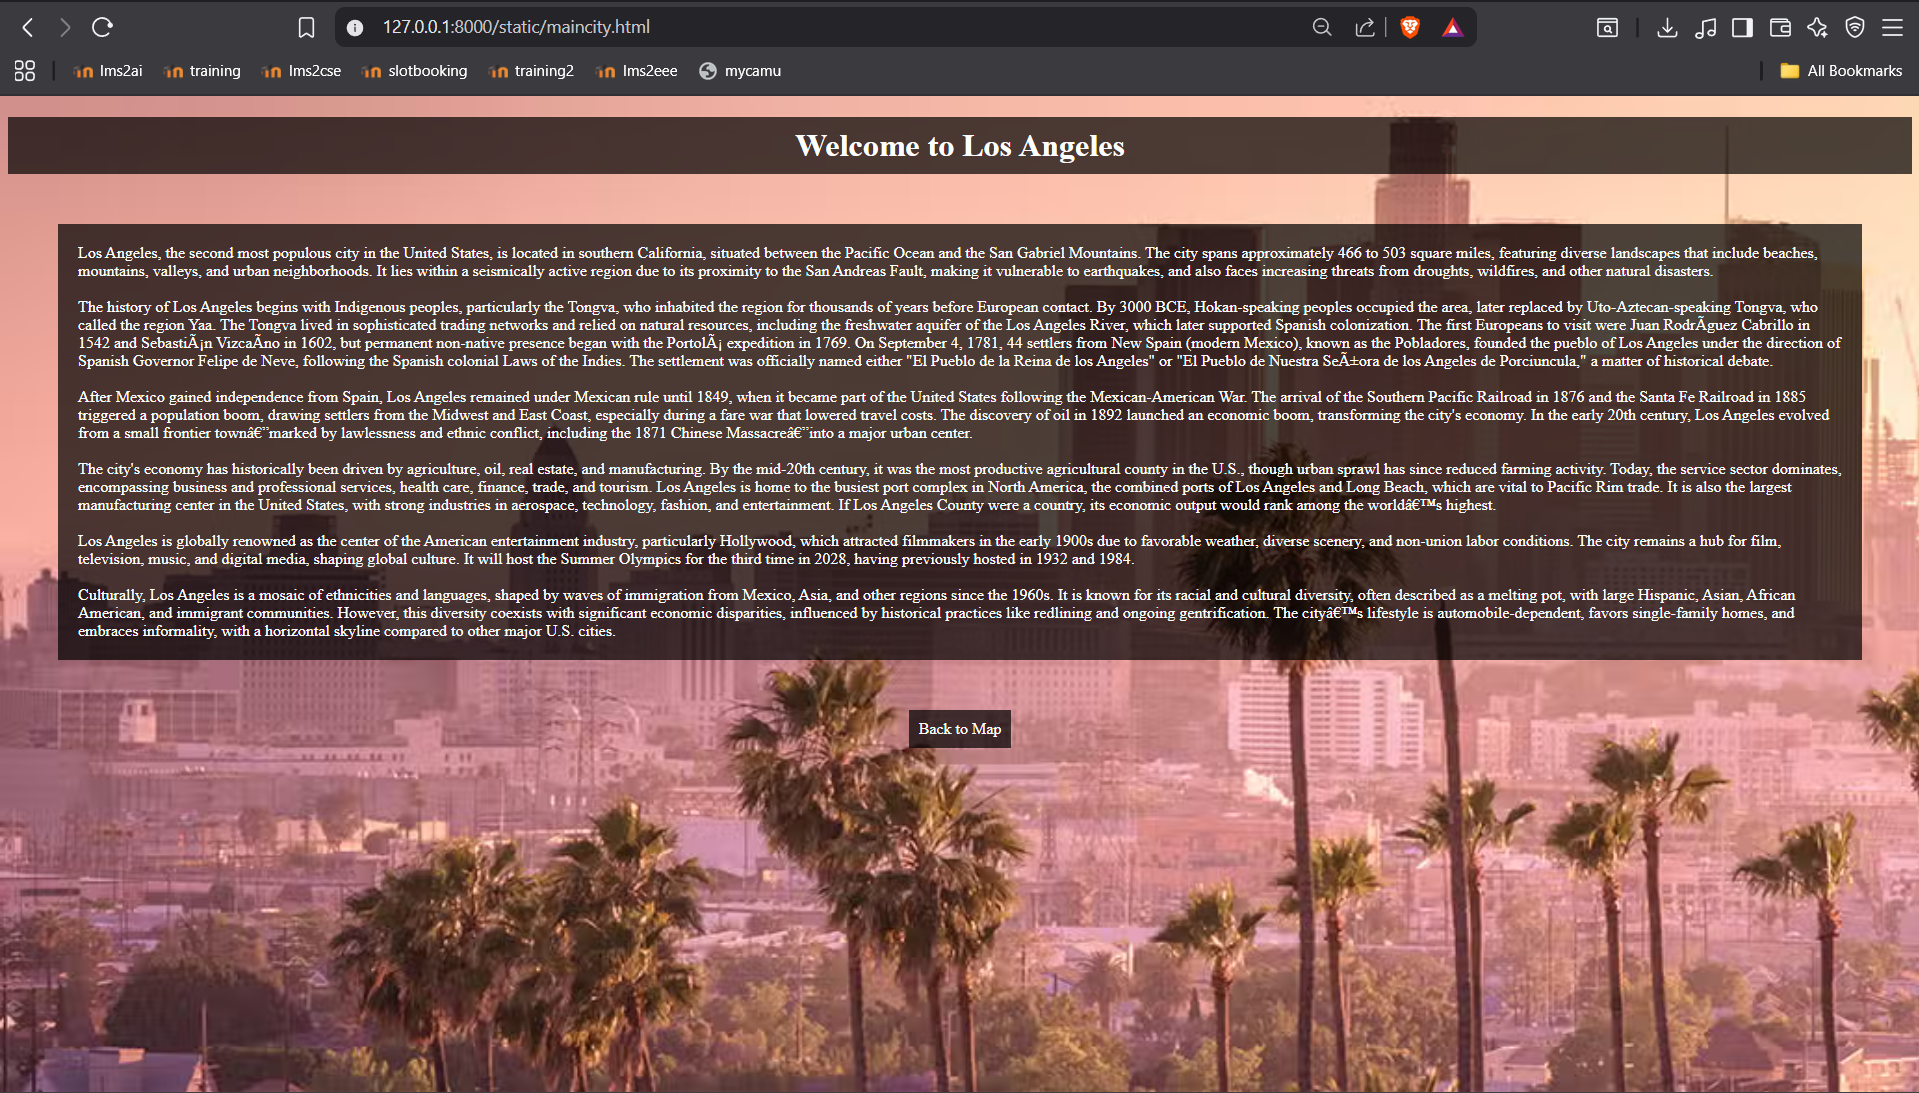 127.0.0.1:8000/static/maincity.html
lms2ai training lms2cse slotbooking training2 lms2eee mycamu All Bookmarks
Welcome to Los Angeles
Los Angeles, the second most populous city in the United States, is located in southern California, situated between the Pacific Ocean and the San Gabriel Mountains. The city spans approximately 466 to 503 square miles, featuring diverse landscapes that include beaches,
mountains, valleys, and urban neighborhoods. It lies within a seismically active region due to its proximity to the San Andreas Fault, making it vulnerable to earthquakes, and also faces increasing threats from droughts, wildfires, and other natural disasters.
The history of Los Angeles begins with Indigenous peoples, particularly the Tongva, who inhabited the region for thousands of years before European contact. By 3000 BCE, Hokan-speaking peoples occupied the area, later replaced by Uto-Aztecan-speaking Tongva, who
called the region Yaa. The Tongva lived in sophisticated trading networks and relied on natural resources, including the freshwater aquifer of the Los Angeles River, which later supported Spanish colonization. The first Europeans to visit were Juan RodrÃguez Cabrillo in
1542 and SebastiÃ¡n VizcaÃno in 1602, but permanent non-native presence began with the PortolÃ¡ expedition in 1769. On September 4, 1781, 44 settlers from New Spain (modern Mexico), known as the Pobladores, founded the pueblo of Los Angeles under the direction of
Spanish Governor Felipe de Neve, following the Spanish colonial Laws of the Indies. The settlement was officially named either "El Pueblo de la Reina de los Angeles" or "El Pueblo de Nuestra SeÃ±ora de los Angeles de Porciuncula," a matter of historical debate.
After Mexico gained independence from Spain, Los Angeles remained under Mexican rule until 1849, when it became part of the United States following the Mexican-American War. The arrival of the Southern Pacific Railroad in 1876 and the Santa Fe Railroad in 1885
triggered a population boom, drawing settlers from the Midwest and East Coast, especially during a fare war that lowered travel costs. The discovery of oil in 1892 launched an economic boom, transforming the city's economy. In the early 20th century, Los Angeles evolved
from a small frontier townâ€”marked by lawlessness and ethnic conflict, including the 1871 Chinese Massacreâ€”into a major urban center.
The city's economy has historically been driven by agriculture, oil, real estate, and manufacturing. By the mid-20th century, it was the most productive agricultural county in the U.S., though urban sprawl has since reduced farming activity. Today, the service sector dominates,
encompassing business and professional services, health care, finance, trade, and tourism. Los Angeles is home to the busiest port complex in North America, the combined ports of Los Angeles and Long Beach, which are vital to Pacific Rim trade. It is also the largest
manufacturing center in the United States, with strong industries in aerospace, technology, fashion, and entertainment. If Los Angeles County were a country, its economic output would rank among the worldâ€™s highest.
Los Angeles is globally renowned as the center of the American entertainment industry, particularly Hollywood, which attracted filmmakers in the early 1900s due to favorable weather, diverse scenery, and non-union labor conditions. The city remains a hub for film,
television, music, and digital media, shaping global culture. It will host the Summer Olympics for the third time in 2028, having previously hosted in 1932 and 1984.
Culturally, Los Angeles is a mosaic of ethnicities and languages, shaped by waves of immigration from Mexico, Asia, and other regions since the 1960s. It is known for its racial and cultural diversity, often described as a melting pot, with large Hispanic, Asian, African
American, and immigrant communities. However, this diversity coexists with significant economic disparities, influenced by historical practices like redlining and ongoing gentrification. The cityâ€™s lifestyle is automobile-dependent, favors single-family homes, and
embraces informality, with a horizontal skyline compared to other major U.S. cities.
Back to Map